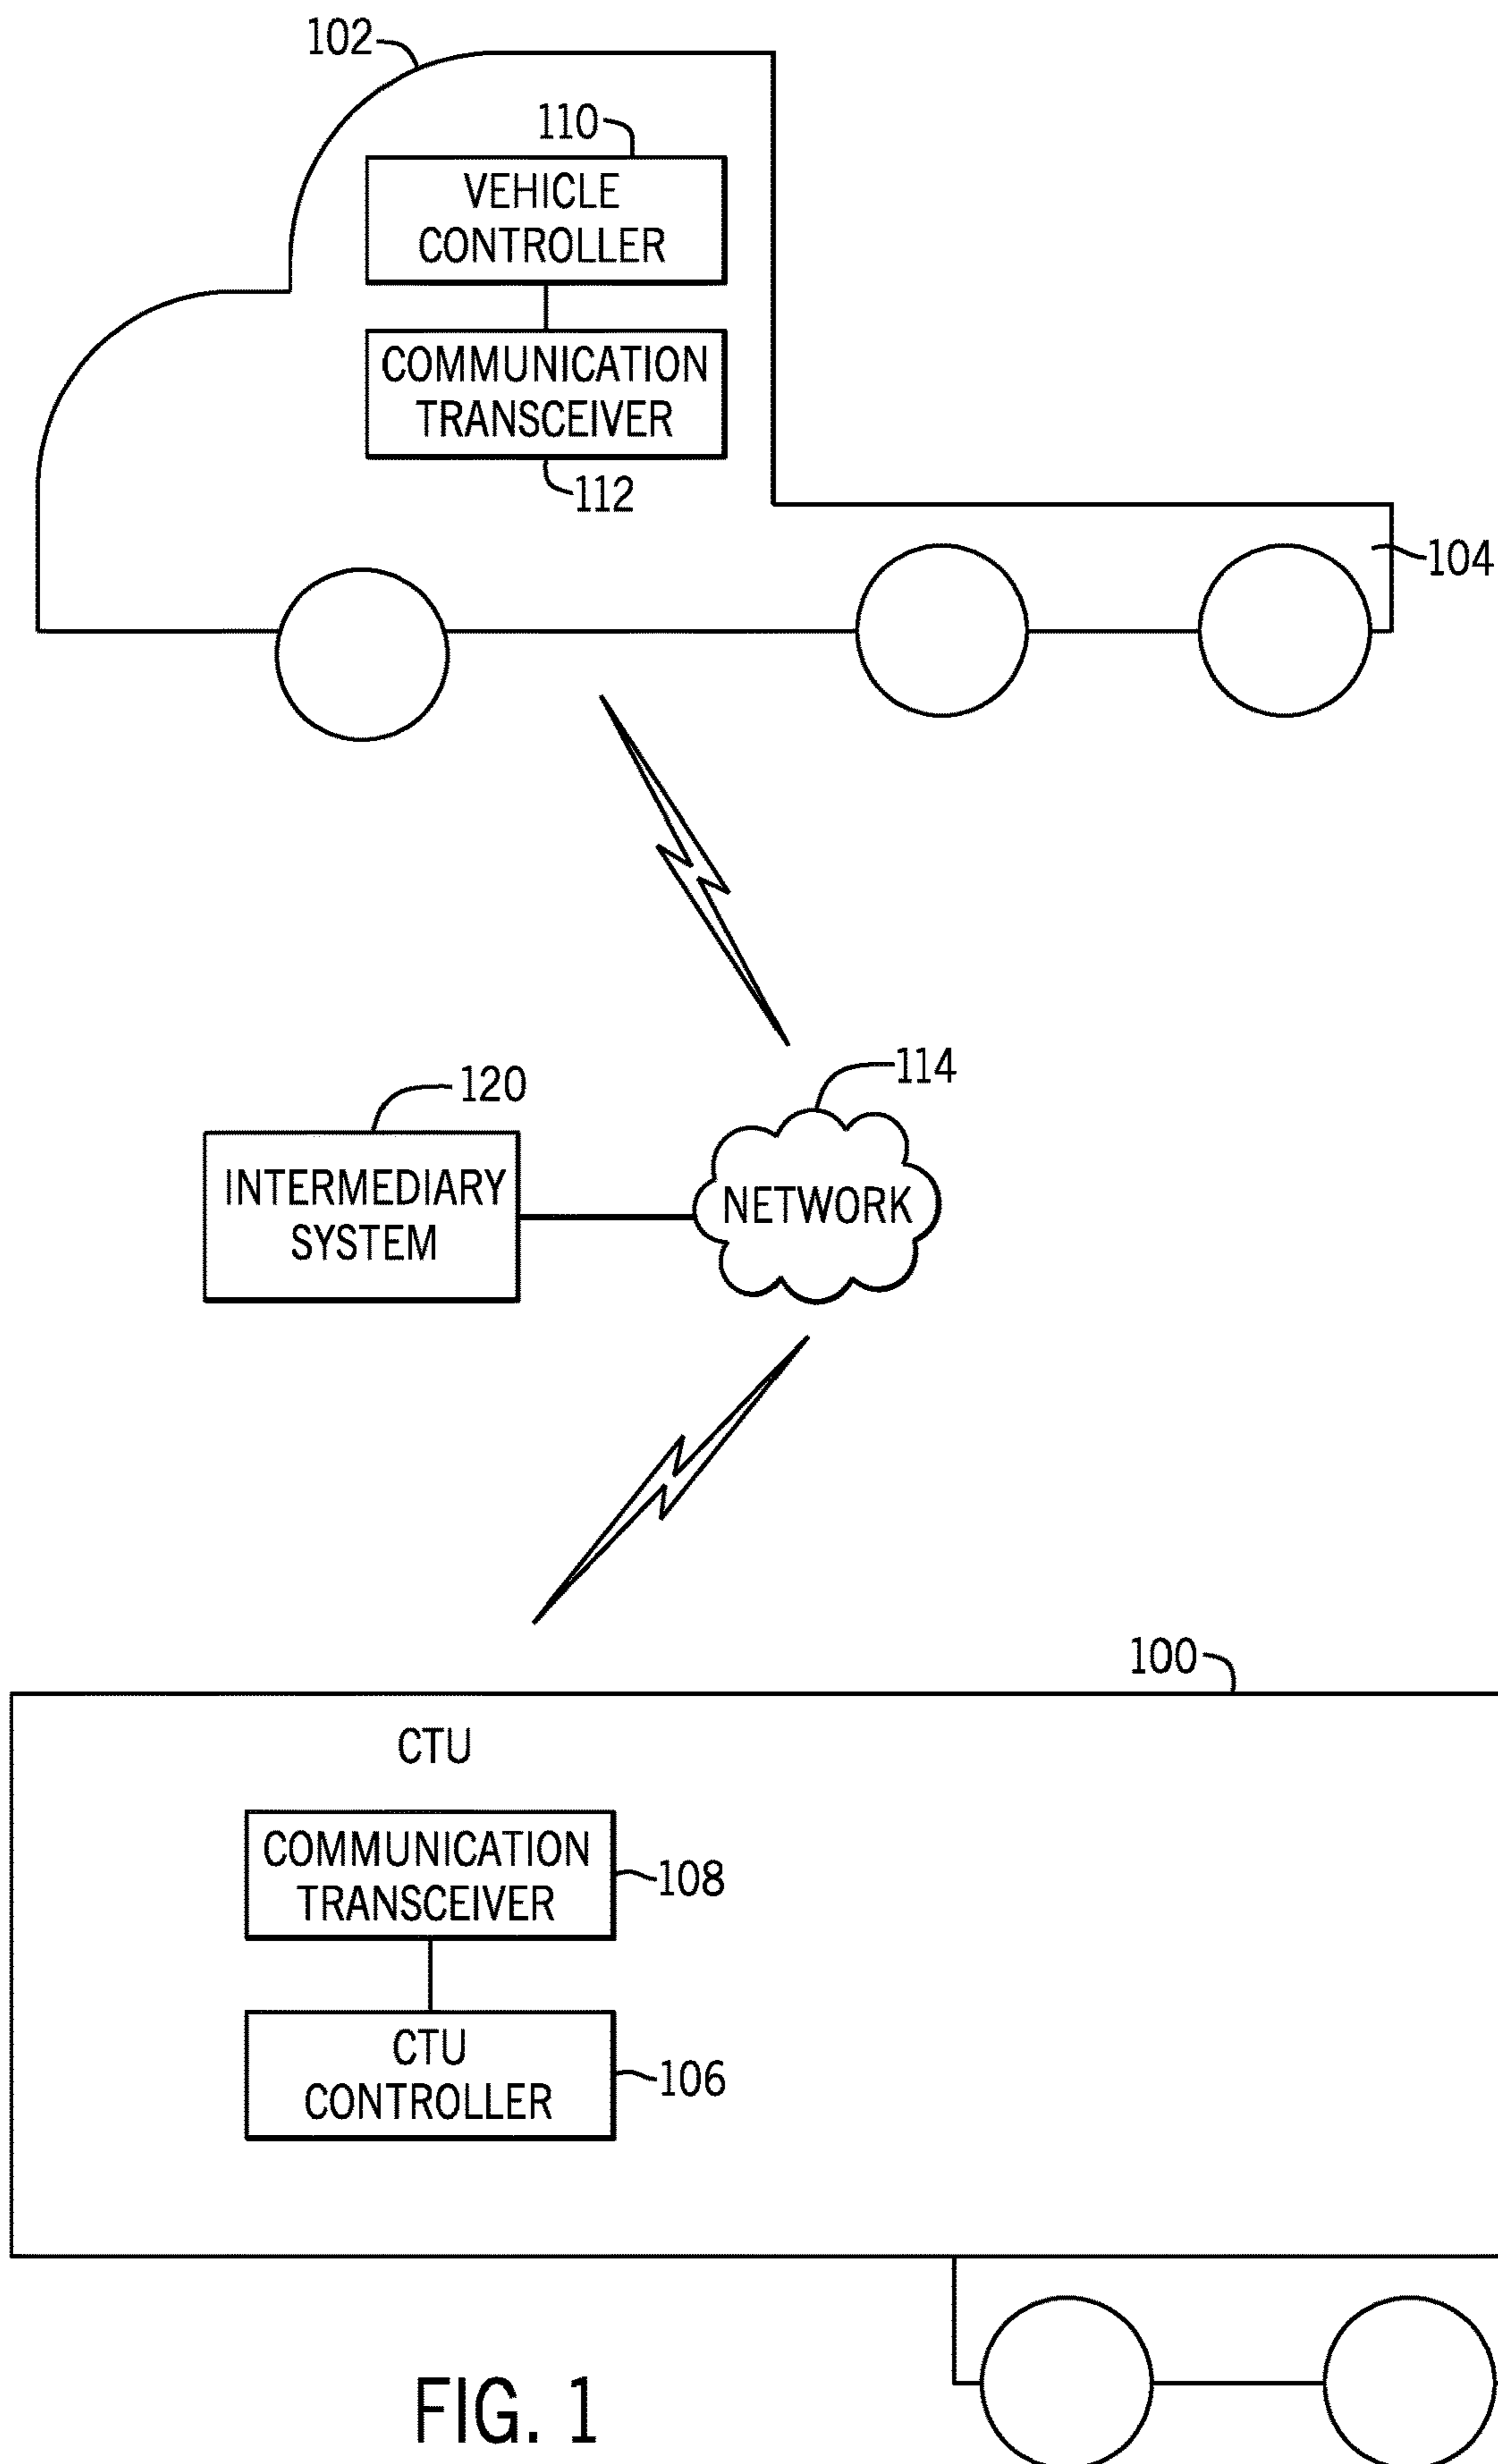 102
110
VEHICLE
CONTROLLER
COMMUNICATION
TRANSCEIVER
112
104
120
114
INTERMEDIARY
SYSTEM
NETWORK
100
CTU
COMMUNICATION
TRANSCEIVER
108
CTU
CONTROLLER
106
FIG. 1